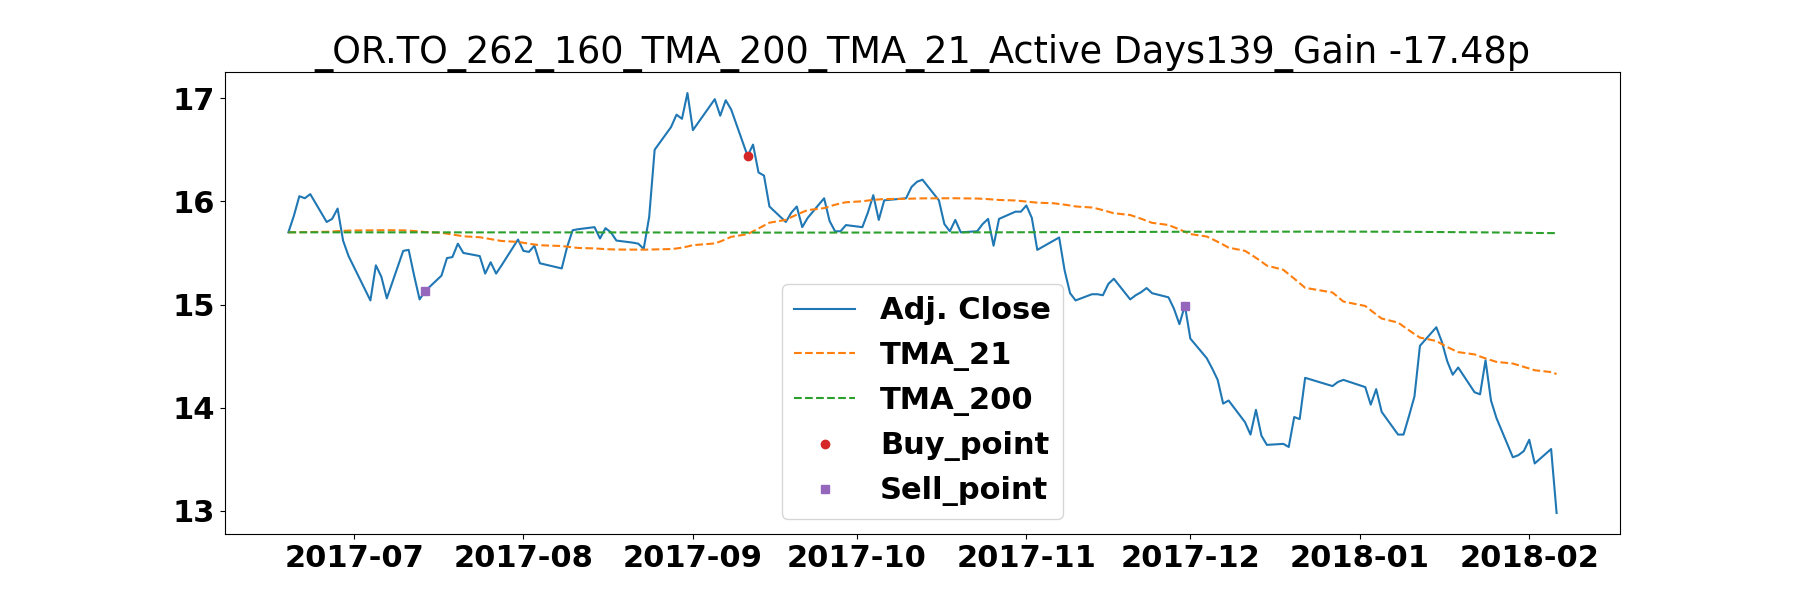 _OR.TO_262_160_TMA_200_TMA_21_Active Days139_Gain -17.48p
17
16
15
14
13
Adj. Close
TMA_21
TMA_200
Buy_point
Sell_point
2017-07 2017-08 2017-09 2017-10 2017-11 2017-12 2018-01 2018-02